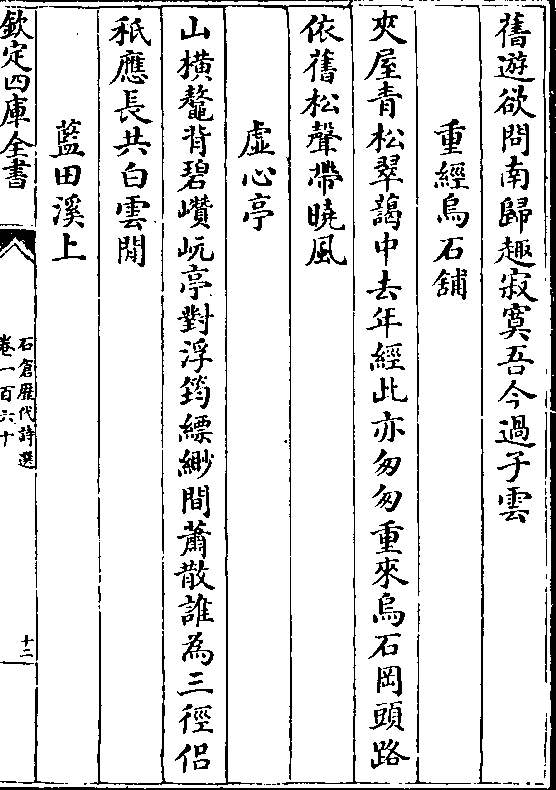 舊遊欲問南歸趣寂寞吾今過子雲
重經烏石舖
夾屋青松翠藹中去年經此亦匆匆重來烏石岡頭路
依舊松聲帶曉風
虛心亭
山横鼇背碧巑岏亭對浮筠縹緲間蕭散誰為三徑侣
秖應長共白雲閒
藍田溪上
欽定四庫全書
石倉歷代詩選
卷一百六十
十二